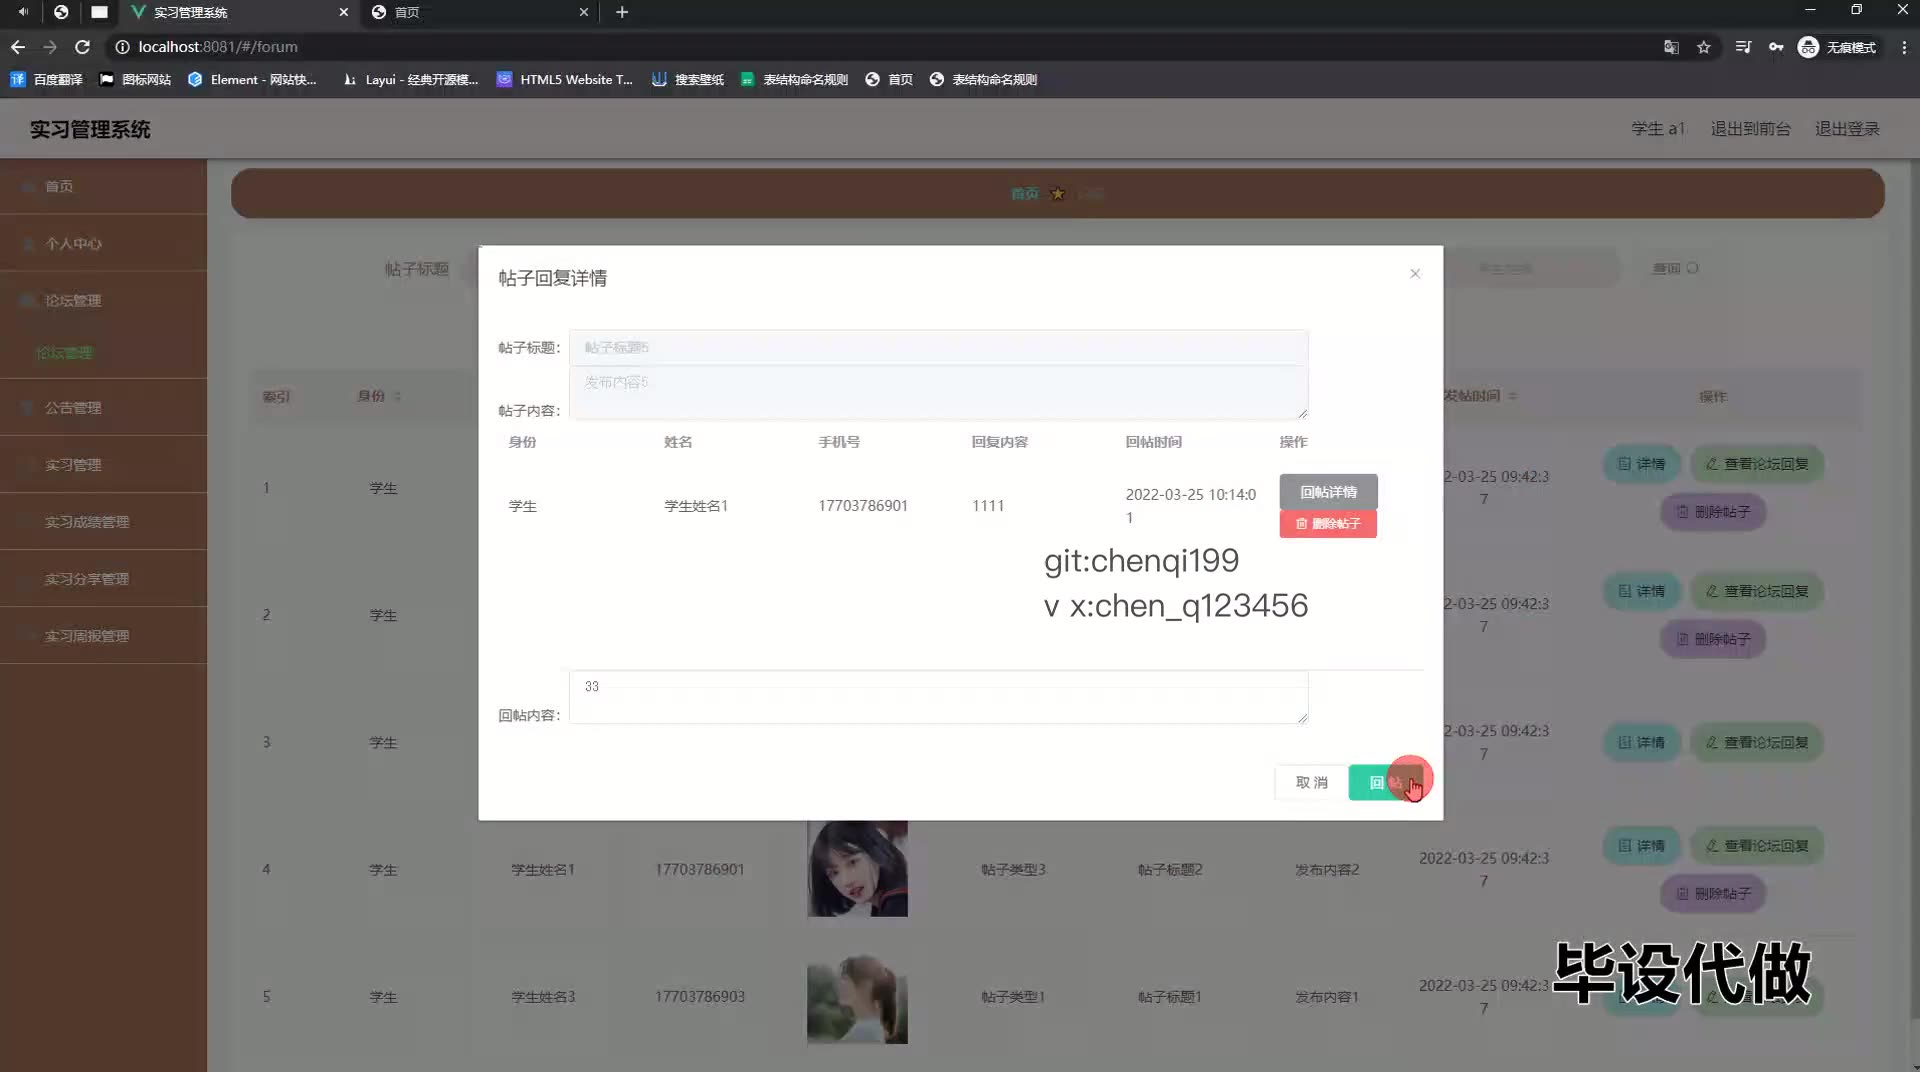 实习管理系统
首页
localhost:8081/#/forum
无痕模式
百度翻译
图标网站
Element - 网站快...
Layui - 经典开源模...
HTML5 Website T...
搜索壁纸
表结构命名规则
首页
表结构命名规则
实习管理系统
学生 a1
退出到前台
退出登录
首页
个人中心
论坛管理
论坛管理
公告管理
实习管理
实习成绩管理
实习分享管理
实习周报管理
首页
帖子标题
查询
索引
身份
发帖时间
操作
帖子回复详情
帖子标题：
帖子标题5
帖子内容：
发布内容5
身份
姓名
手机号
回复内容
回帖时间
操作
学生
学生姓名1
17703786901
1111
2022-03-25 10:14:0
1
回帖详情
删除帖子
git:chenqi199
v x:chen_q123456
回帖内容：
33
取 消
回 帖
1
学生
2-03-25 09:42:3
7
详情
查看论坛回复
删除帖子
2
学生
2-03-25 09:42:3
7
详情
查看论坛回复
删除帖子
3
学生
2-03-25 09:42:3
7
详情
查看论坛回复
4
学生
学生姓名1
17703786901
帖子类型3
帖子标题2
发布内容2
2022-03-25 09:42:3
7
详情
查看论坛回复
删除帖子
5
学生
学生姓名3
17703786903
帖子类型1
帖子标题1
发布内容1
2022-03-25 09:42:3
7
毕设代做